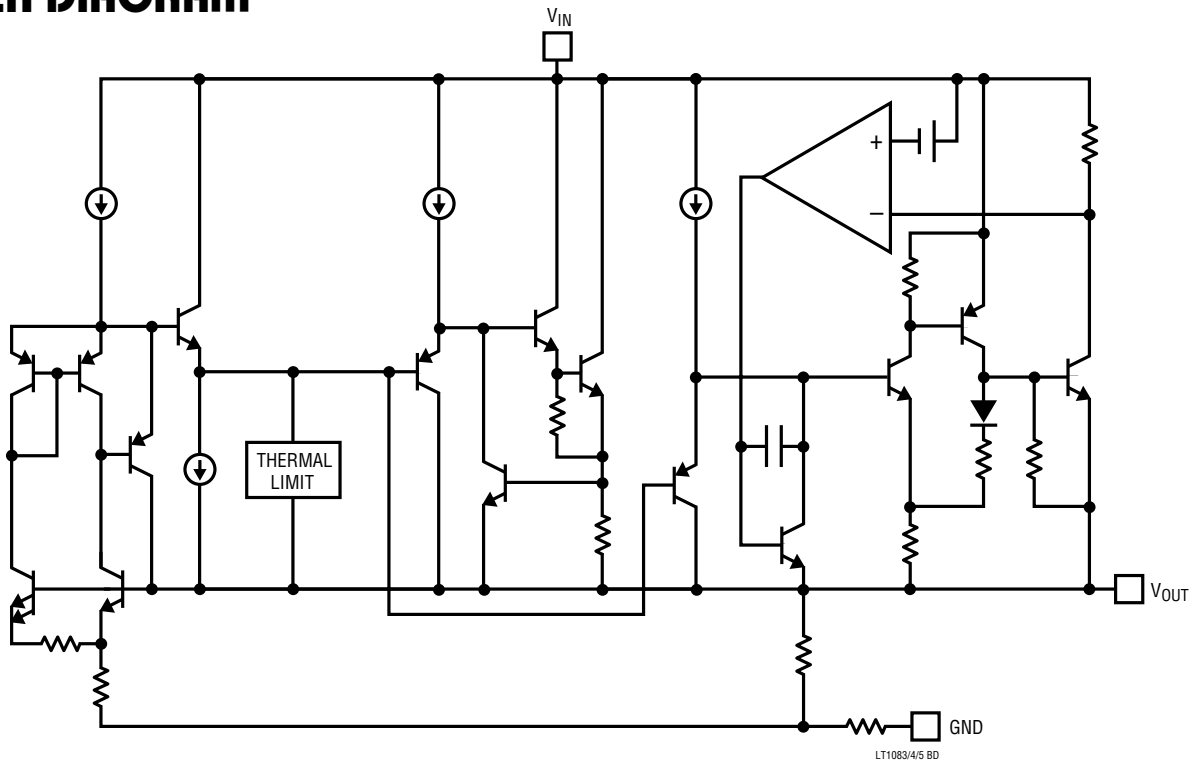 V_IN
+
−
THERMAL
LIMIT
V_OUT
GND
LT1083/4/5 BD